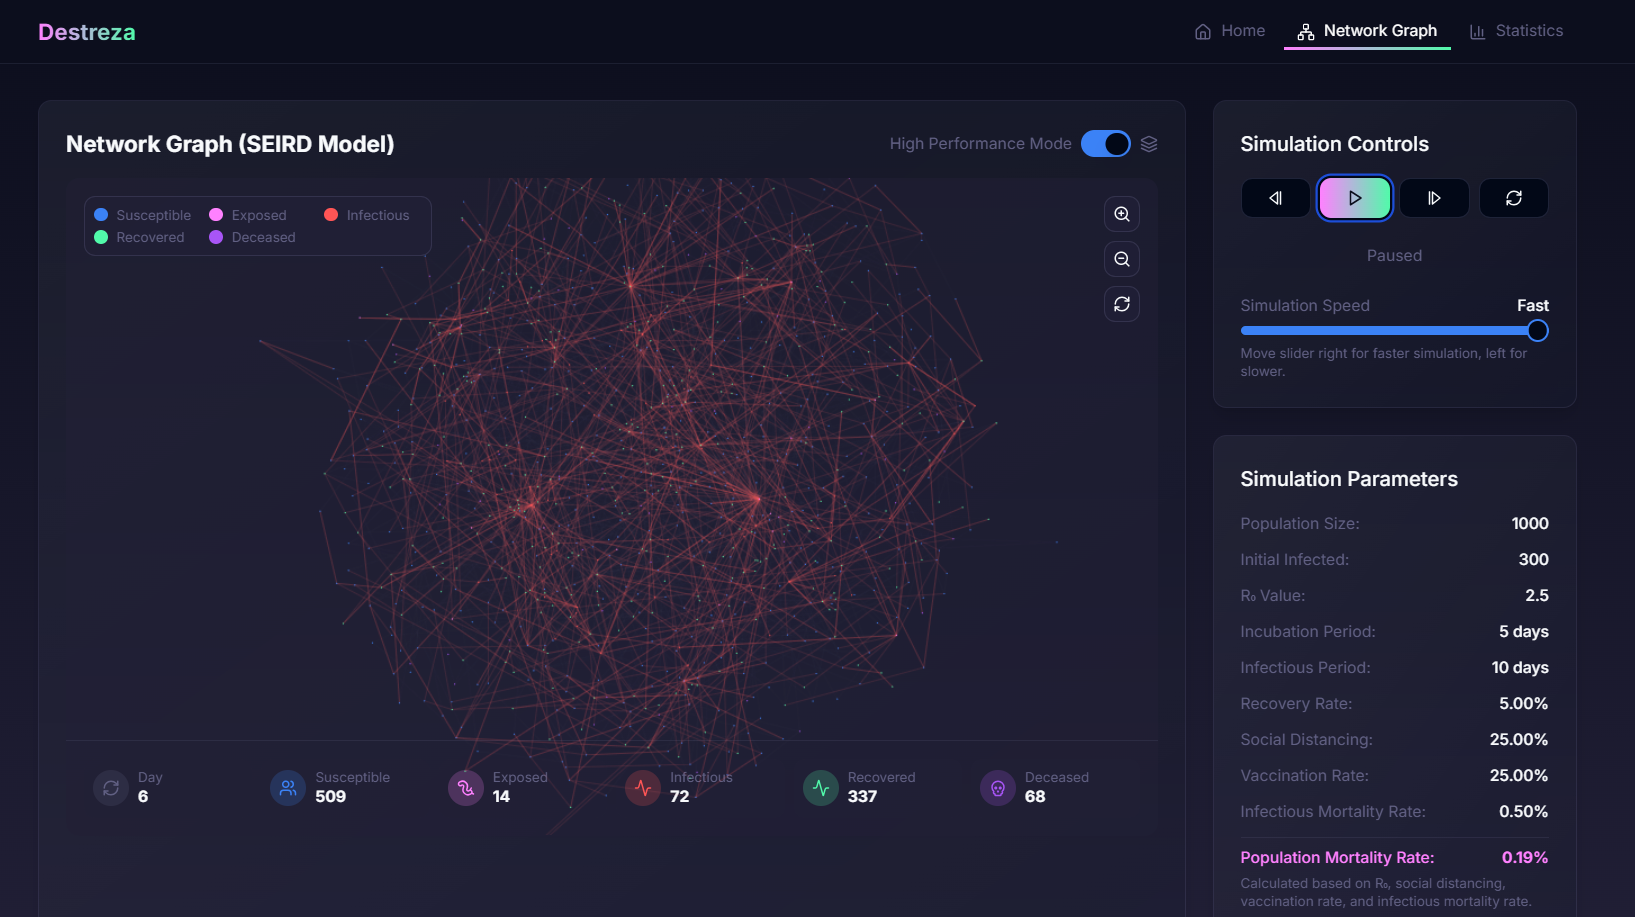 Destreza
Home
Network Graph
Statistics
Network Graph (SEIRD Model)
High Performance Mode
Susceptible
Exposed
Infectious
Recovered
Deceased
Day
6
Susceptible
509
Exposed
14
Infectious
72
Recovered
337
Deceased
68
Simulation Controls
Paused
Simulation Speed
Fast
Move slider right for faster simulation, left for
slower.
Simulation Parameters
Population Size: 1000
Initial Infected: 300
R₀ Value: 2.5
Incubation Period: 5 days
Infectious Period: 10 days
Recovery Rate: 5.00%
Social Distancing: 25.00%
Vaccination Rate: 25.00%
Infectious Mortality Rate: 0.50%
Population Mortality Rate: 0.19%
Calculated based on R₀, social distancing,
vaccination rate, and infectious mortality rate.